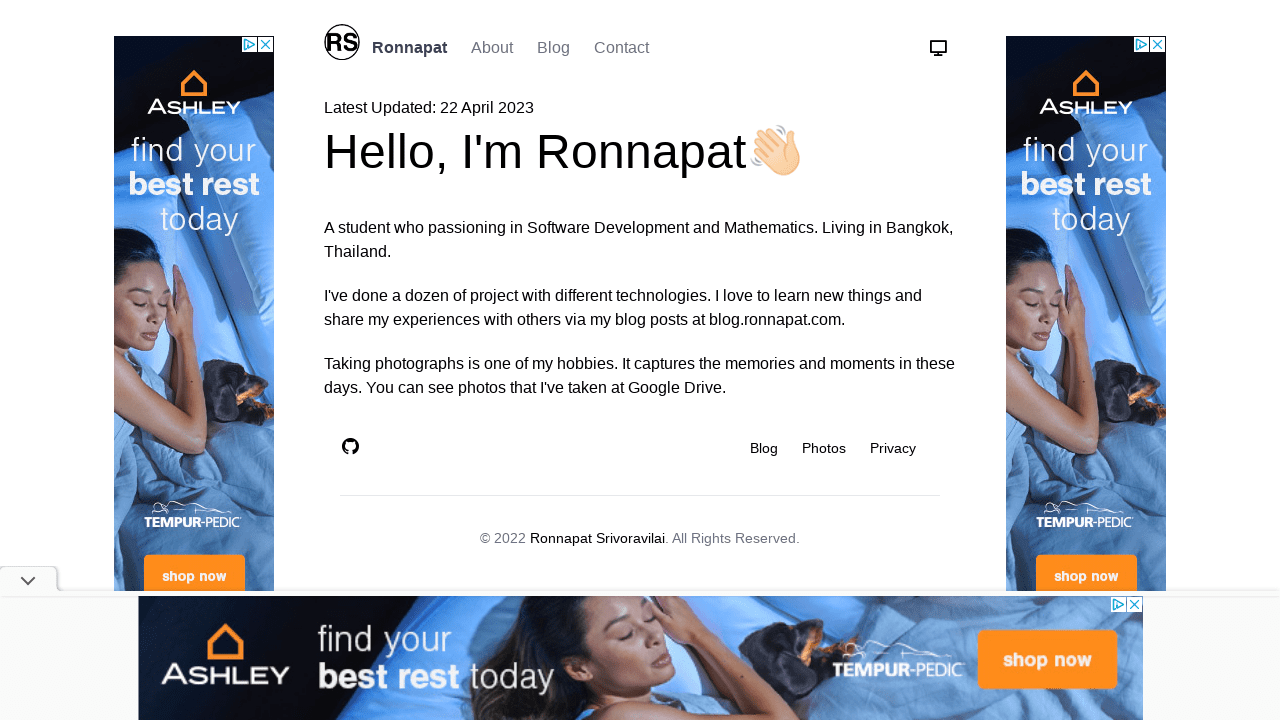 RS
Ronnapat
About
Blog
Contact
Latest Updated: 22 April 2023
Hello, I'm Ronnapat👋🏻
A student who passioning in Software Development and Mathematics. Living in Bangkok,
Thailand.
I've done a dozen of project with different technologies. I love to learn new things and
share my experiences with others via my blog posts at blog.ronnapat.com.
Taking photographs is one of my hobbies. It captures the memories and moments in these
days. You can see photos that I've taken at Google Drive.
Blog
Photos
Privacy
© 2022 Ronnapat Srivoravilai. All Rights Reserved.
ASHLEY
find your
best rest
today
TEMPUR-PEDIC
shop now
ASHLEY
find your
best rest
today
TEMPUR-PEDIC
shop now
ASHLEY
find your
best rest today
TEMPUR-PEDIC
shop now